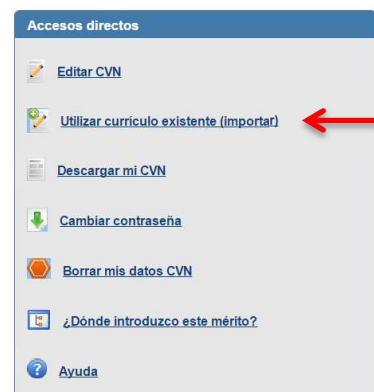 Accesos directos
Editar CVN
Utilizar currículo existente (importar)
Descargar mi CVN
Cambiar contraseña
Borrar mis datos CVN
¿Dónde introduzco este mérito?
Ayuda